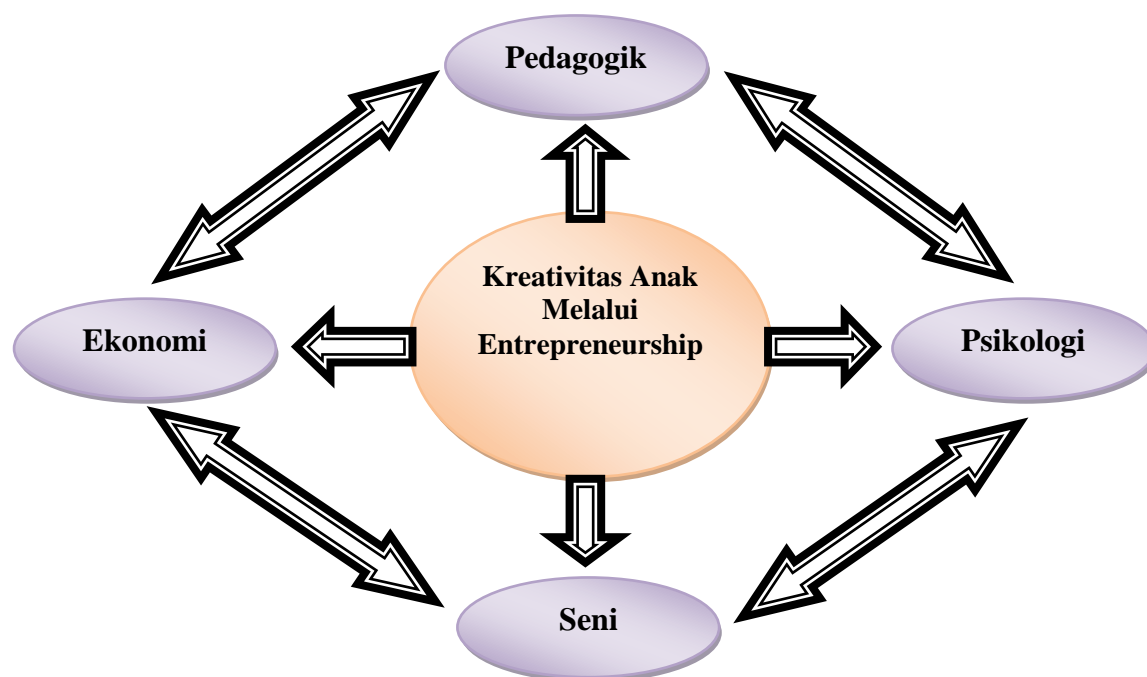 Pedagogik
Kreativitas Anak
Melalui
Entrepreneurship
Ekonomi
Psikologi
Seni